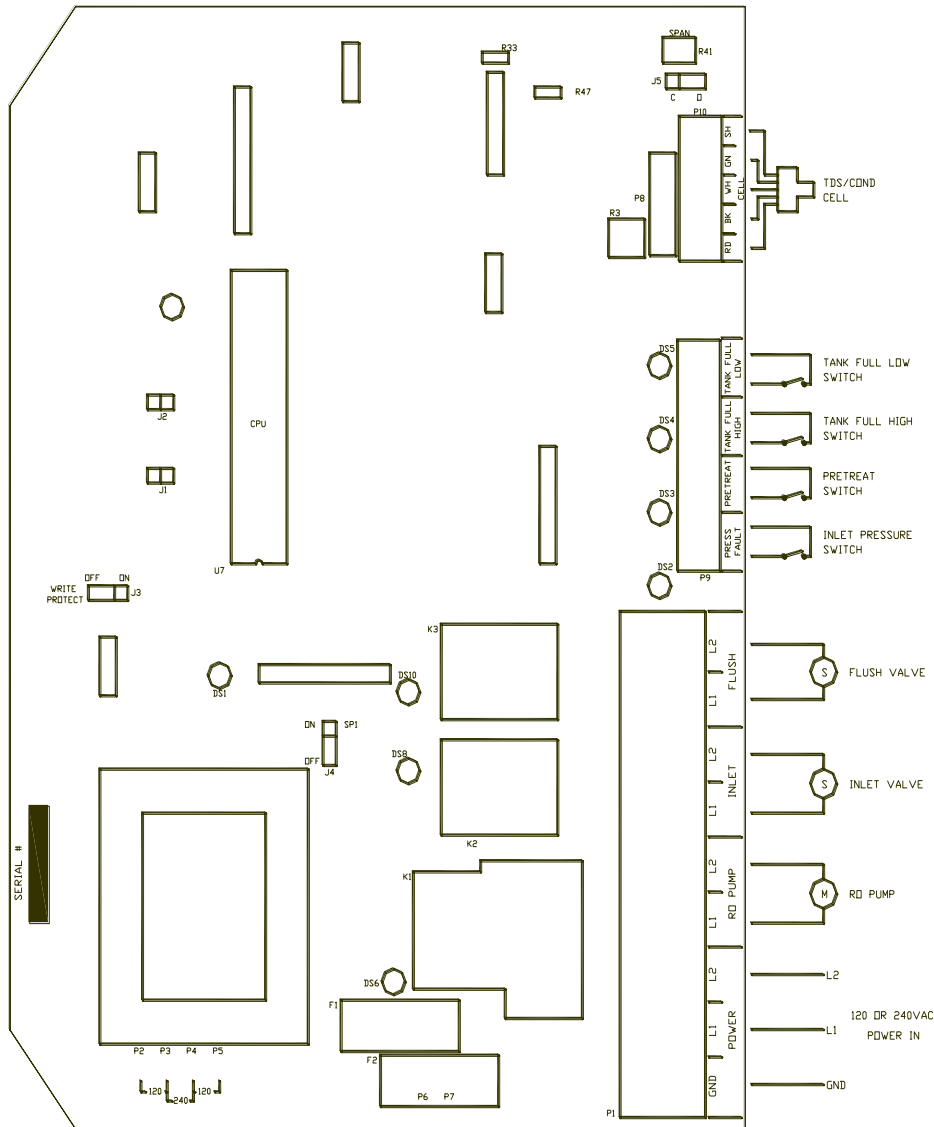 SPAN
R33
R41
J5
R47
C D
P10
SH
GN
WH
CELL
BK
RD
P8
R3
TDS/COND
CELL
DS5
TANK FULL
LOW
TANK FULL LOW
SWITCH
DS4
TANK FULL
HIGH
TANK FULL HIGH
SWITCH
J2
CPU
DS3
PRETREAT
PRETREAT
SWITCH
J1
PRESS
FAULT
INLET PRESSURE
SWITCH
U7
DS2
P9
OFF ON
WRITE
PROTECT
J3
K3
L2
FLUSH
L1
FLUSH VALVE
S
DS1
DS10
ON
SP1
OFF
J4
DS8
K2
L2
INLET
L1
S
INLET VALVE
SERIAL #
K1
L2
RO PUMP
L1
M
RO PUMP
DS6
F1
F2
L2
L1
POWER
GND
L2
L1
120 OR 240VAC
POWER IN
GND
P2 P3 P4 P5
120 120
240
P6 P7
P1